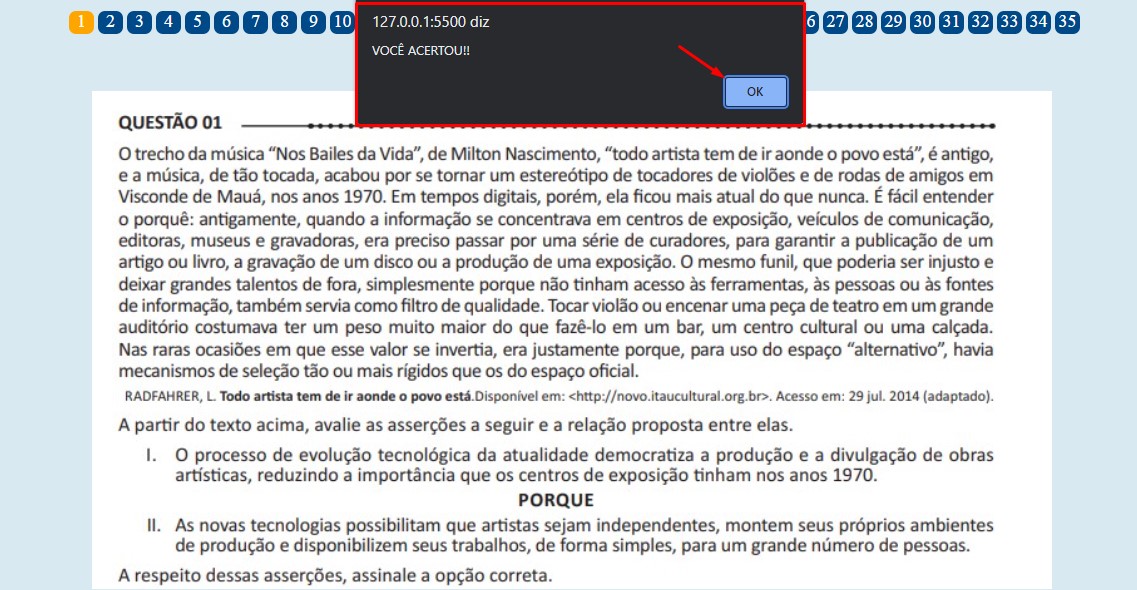 1 2 3 4 5 6 7 8 9 10 6 27 28 29 30 31 32 33 34 35
127.0.0.1:5500 diz
VOCÊ ACERTOU!!
OK
QUESTÃO 01
O trecho da música “Nos Bailes da Vida”, de Milton Nascimento, “todo artista tem de ir aonde o povo está”, é antigo,
e a música, de tão tocada, acabou por se tornar um estereótipo de tocadores de violões e de rodas de amigos em
Visconde de Mauá, nos anos 1970. Em tempos digitais, porém, ela ficou mais atual do que nunca. É fácil entender
o porquê: antigamente, quando a informação se concentrava em centros de exposição, veículos de comunicação,
editoras, museus e gravadoras, era preciso passar por uma série de curadores, para garantir a publicação de um
artigo ou livro, a gravação de um disco ou a produção de uma exposição. O mesmo funil, que poderia ser injusto e
deixar grandes talentos de fora, simplesmente porque não tinham acesso às ferramentas, às pessoas ou às fontes
de informação, também servia como filtro de qualidade. Tocar violão ou encenar uma peça de teatro em um grande
auditório costumava ter um peso muito maior do que fazê-lo em um bar, um centro cultural ou uma calçada.
Nas raras ocasiões em que esse valor se invertia, era justamente porque, para uso do espaço “alternativo”, havia
mecanismos de seleção tão ou mais rígidos que os do espaço oficial.
RADFAHRER, L. Todo artista tem de ir aonde o povo está.Disponível em: <http://novo.itaucultural.org.br>. Acesso em: 29 jul. 2014 (adaptado).
A partir do texto acima, avalie as asserções a seguir e a relação proposta entre elas.
I. O processo de evolução tecnológica da atualidade democratiza a produção e a divulgação de obras
artísticas, reduzindo a importância que os centros de exposição tinham nos anos 1970.
PORQUE
II. As novas tecnologias possibilitam que artistas sejam independentes, montem seus próprios ambientes
de produção e disponibilizem seus trabalhos, de forma simples, para um grande número de pessoas.
A respeito dessas asserções, assinale a opção correta.